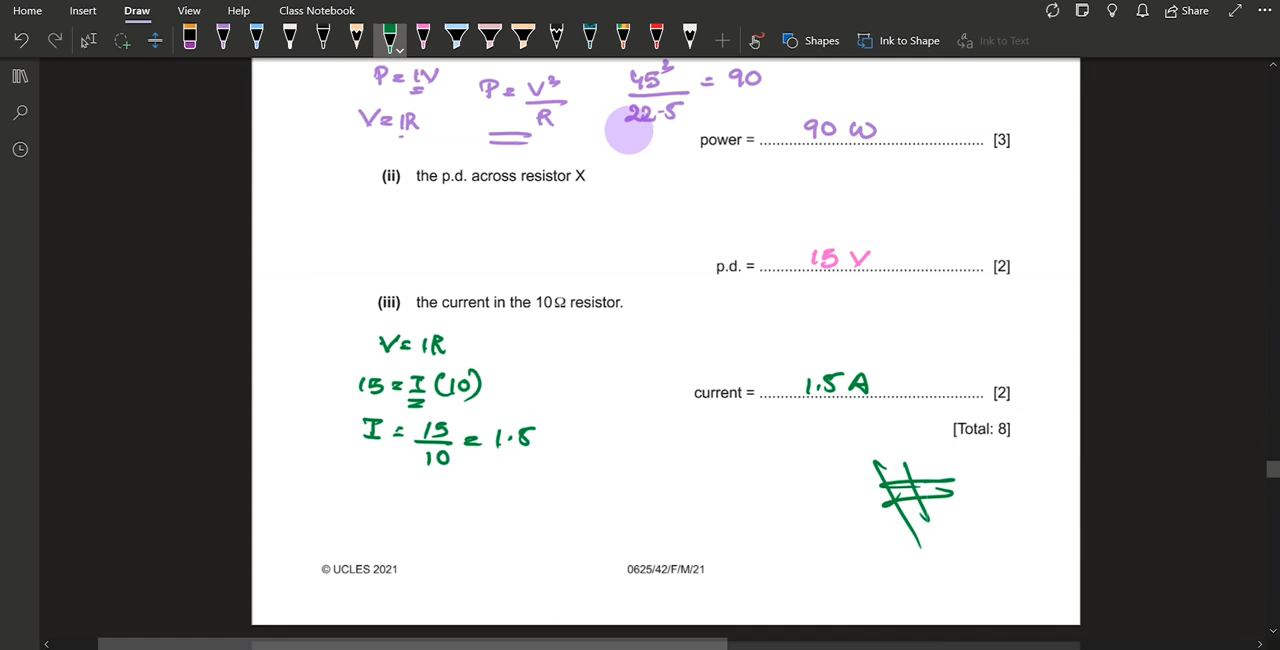 Home Insert Draw View Help Class Notebook Share
Shapes Ink to Shape Ink to Text
P = IV P = V² / R 45² / 22.5 = 90
V = IR
power = 90 W [3]
(ii) the p.d. across resistor X
p.d. = 15 V [2]
(iii) the current in the 10Ω resistor.
V = IR
15 = I (10)
current = 1.5 A [2]
I = 15 / 10 = 1.5
[Total: 8]
© UCLES 2021 0625/42/F/M/21